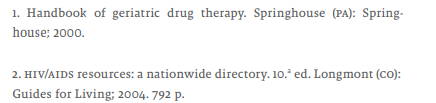 1. Handbook of geriatric drug therapy. Springhouse (PA): Spring-
house; 2000.
2. HIV/AIDS resources: a nationwide directory. 10.ª ed. Longmont (CO):
Guides for Living; 2004. 792 p.